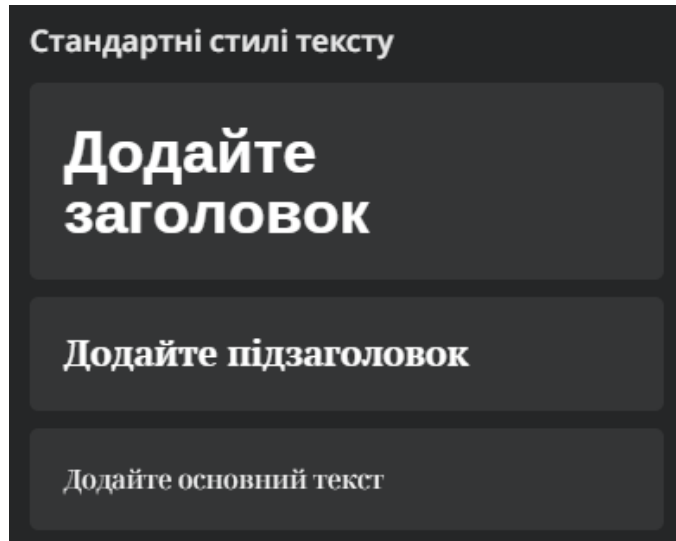 Стандартні стилі тексту
Додайте
заголовок
Додайте підзаголовок
Додайте основний текст